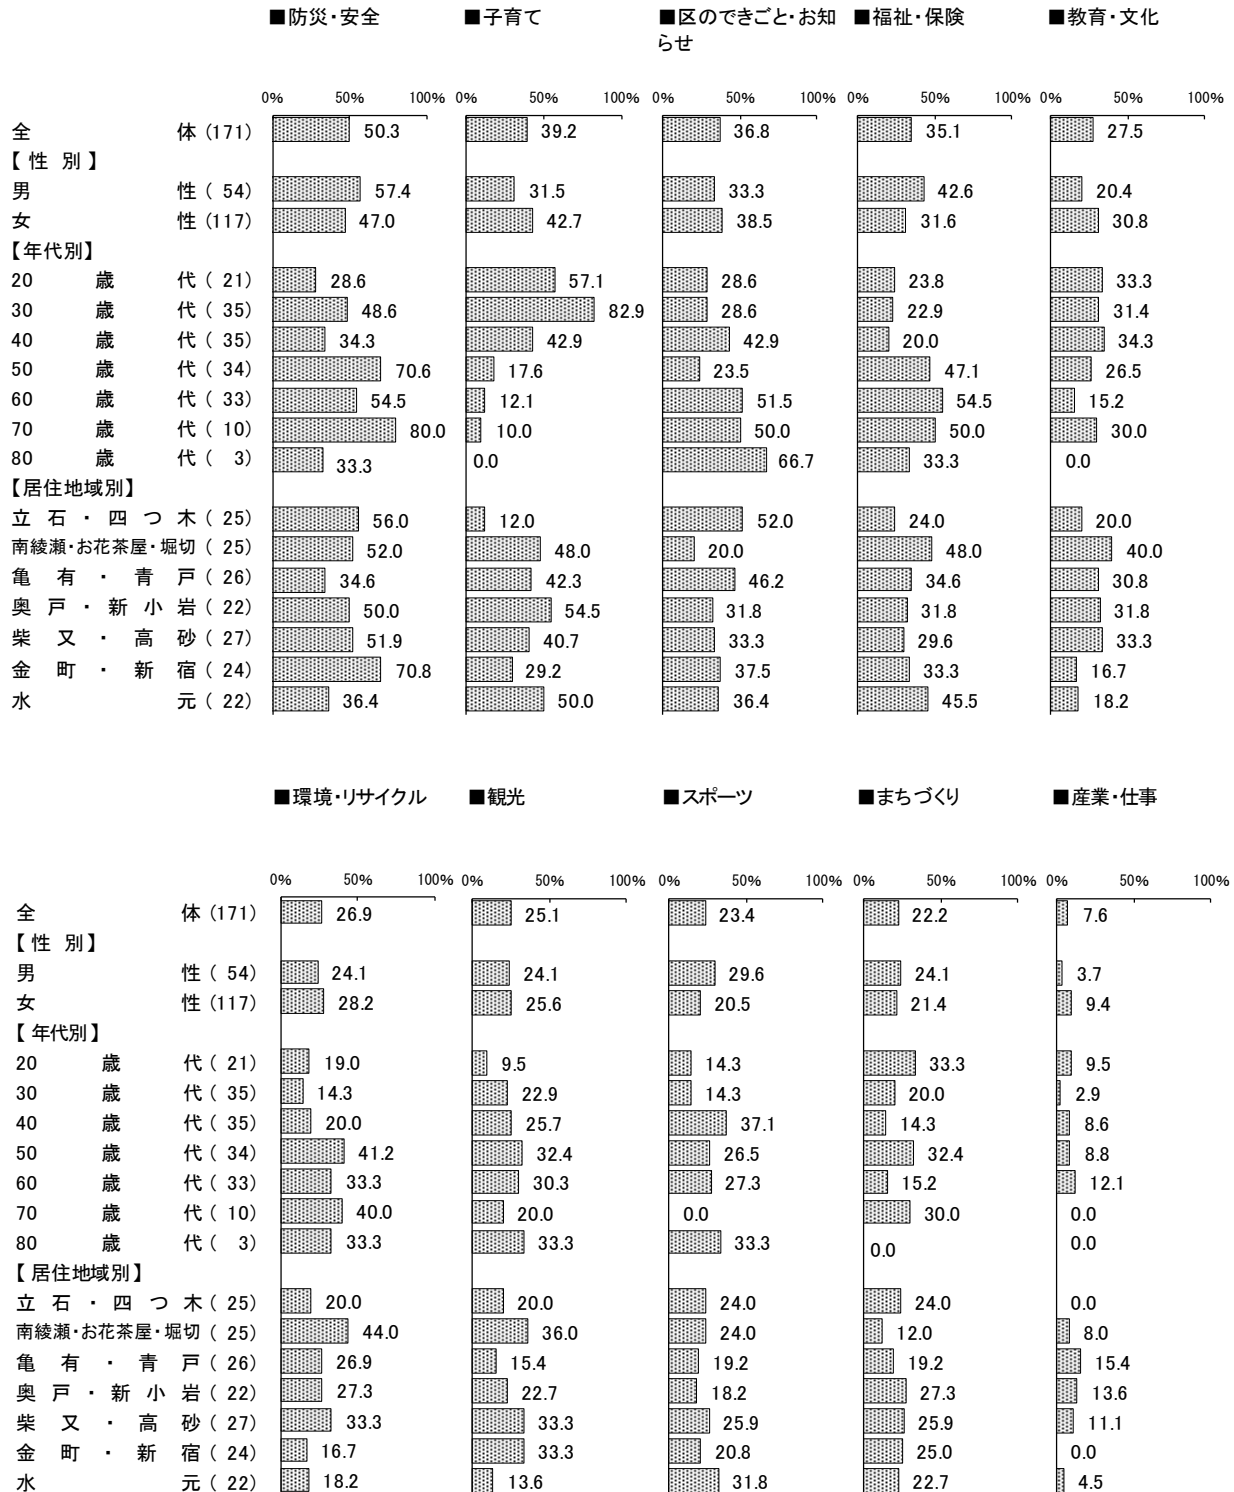 ■防災・安全 ■子育て ■区のできごと・お知らせ ■福祉・保険 ■教育・文化
0% 50% 100% 0% 50% 100% 0% 50% 100% 0% 50% 100% 0% 50% 100%
全体(171) 50.3 39.2 36.8 35.1 27.5
【性別】
男性( 54) 57.4 31.5 33.3 42.6 20.4
女性(117) 47.0 42.7 38.5 31.6 30.8
【年代別】
20歳代( 21) 28.6 57.1 28.6 23.8 33.3
30歳代( 35) 48.6 82.9 28.6 22.9 31.4
40歳代( 35) 34.3 42.9 42.9 20.0 34.3
50歳代( 34) 70.6 17.6 23.5 47.1 26.5
60歳代( 33) 54.5 12.1 51.5 54.5 15.2
70歳代( 10) 80.0 10.0 50.0 50.0 30.0
80歳代( 3) 33.3 0.0 66.7 33.3 0.0
【居住地域別】
立石・四つ木( 25) 56.0 12.0 52.0 24.0 20.0
南綾瀬・お花茶屋・堀切( 25) 52.0 48.0 20.0 48.0 40.0
亀有・青戸( 26) 34.6 42.3 46.2 34.6 30.8
奥戸・新小岩( 22) 50.0 54.5 31.8 31.8 31.8
柴又・高砂( 27) 51.9 40.7 33.3 29.6 33.3
金町・新宿( 24) 70.8 29.2 37.5 33.3 16.7
水元( 22) 36.4 50.0 36.4 45.5 18.2
■環境・リサイクル ■観光 ■スポーツ ■まちづくり ■産業・仕事
0% 50% 100% 0% 50% 100% 0% 50% 100% 0% 50% 100% 0% 50% 100%
全体(171) 26.9 25.1 23.4 22.2 7.6
【性別】
男性( 54) 24.1 24.1 29.6 24.1 3.7
女性(117) 28.2 25.6 20.5 21.4 9.4
【年代別】
20歳代( 21) 19.0 9.5 14.3 33.3 9.5
30歳代( 35) 14.3 22.9 14.3 20.0 2.9
40歳代( 35) 20.0 25.7 37.1 14.3 8.6
50歳代( 34) 41.2 32.4 26.5 32.4 8.8
60歳代( 33) 33.3 30.3 27.3 15.2 12.1
70歳代( 10) 40.0 20.0 0.0 30.0 0.0
80歳代( 3) 33.3 33.3 33.3 0.0 0.0
【居住地域別】
立石・四つ木( 25) 20.0 20.0 24.0 24.0 0.0
南綾瀬・お花茶屋・堀切( 25) 44.0 36.0 24.0 12.0 8.0
亀有・青戸( 26) 26.9 15.4 19.2 19.2 15.4
奥戸・新小岩( 22) 27.3 22.7 18.2 27.3 13.6
柴又・高砂( 27) 33.3 33.3 25.9 25.9 11.1
金町・新宿( 24) 16.7 33.3 20.8 25.0 0.0
水元( 22) 18.2 13.6 31.8 22.7 4.5